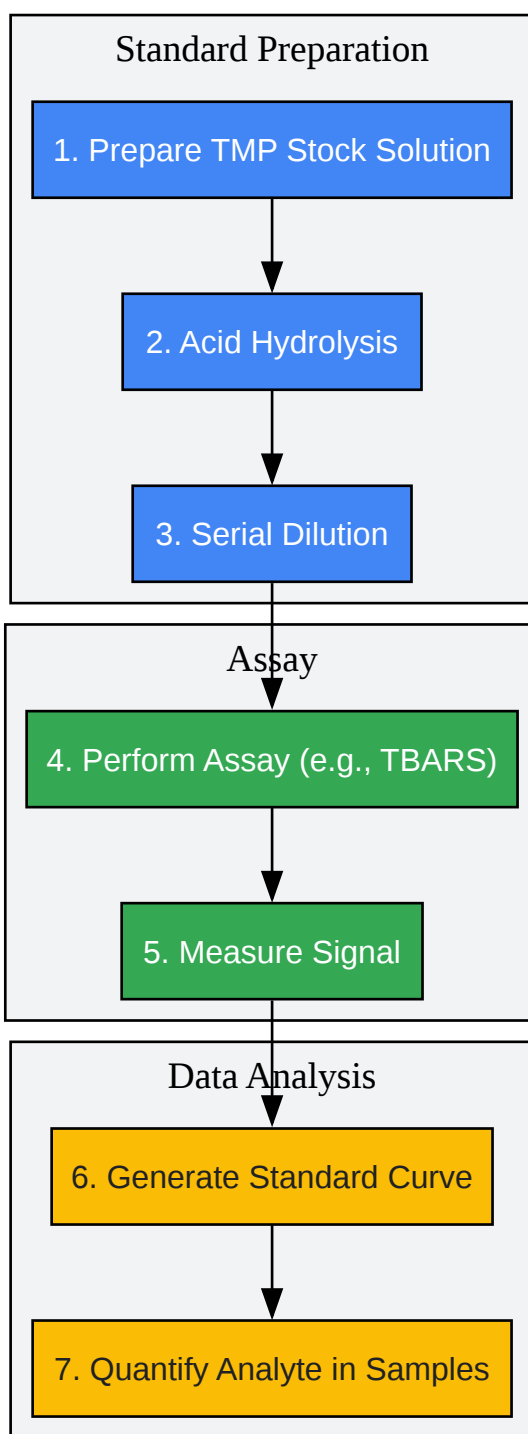 Standard Preparation
1. Prepare TMP Stock Solution
2. Acid Hydrolysis
3. Serial Dilution
Assay
4. Perform Assay (e.g., TBARS)
5. Measure Signal
Data Analysis
6. Generate Standard Curve
7. Quantify Analyte in Samples